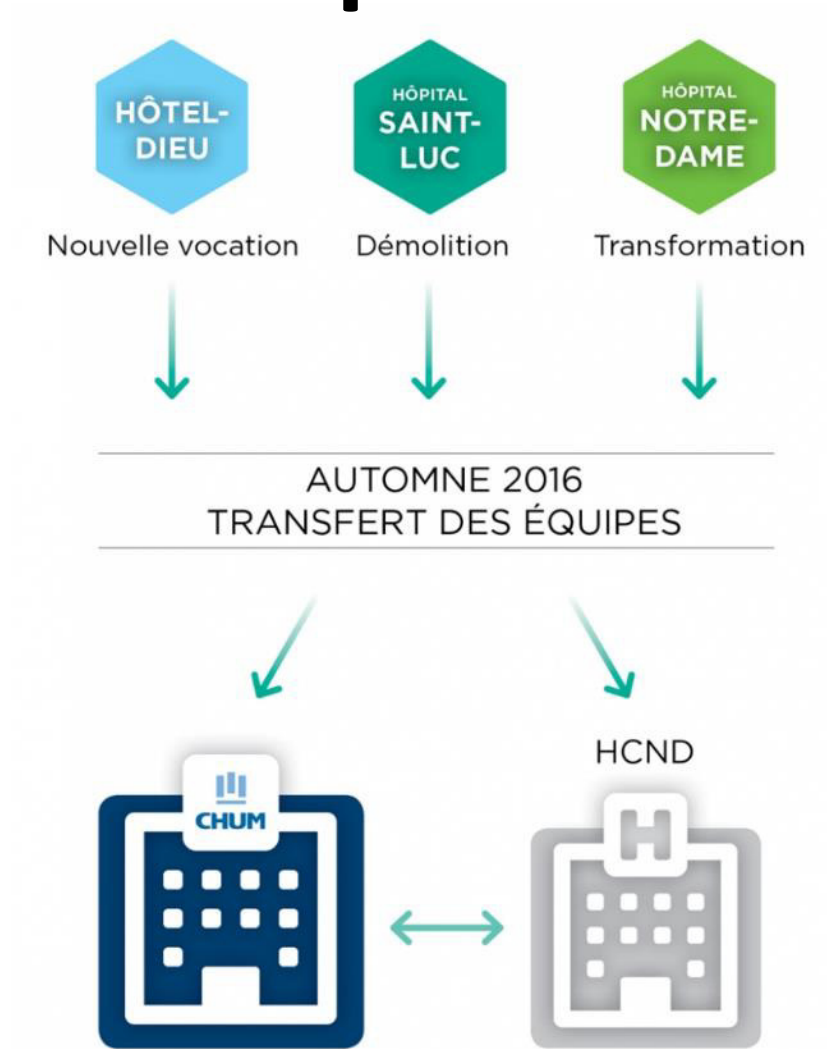 HÔTEL-
DIEU
HÔPITAL
SAINT-
LUC
HÔPITAL
NOTRE-
DAME
Nouvelle vocation
Démolition
Transformation
AUTOMNE 2016
TRANSFERT DES ÉQUIPES
HCND
CHUM
H